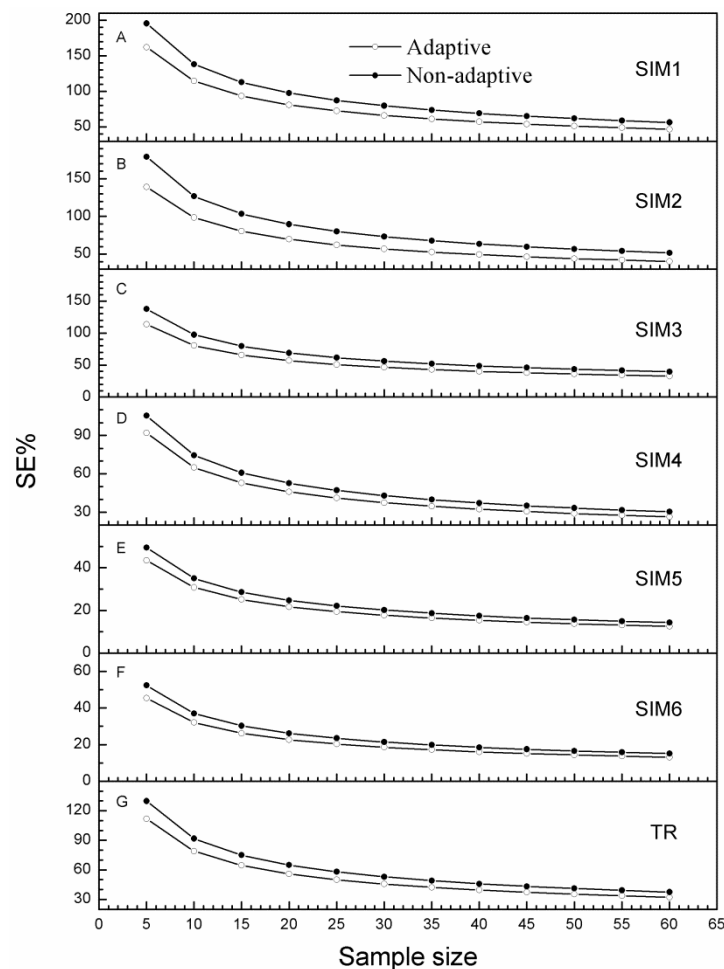 A
Adaptive
Non-adaptive
SIM1
200
150
100
50
B
SIM2
150
100
50
C
SIM3
150
100
50
0
D
SIM4
90
60
30
E
SIM5
40
20
0
F
SIM6
60
40
20
0
G
TR
120
90
60
30
SE%
0 5 10 15 20 25 30 35 40 45 50 55 60 65
Sample size